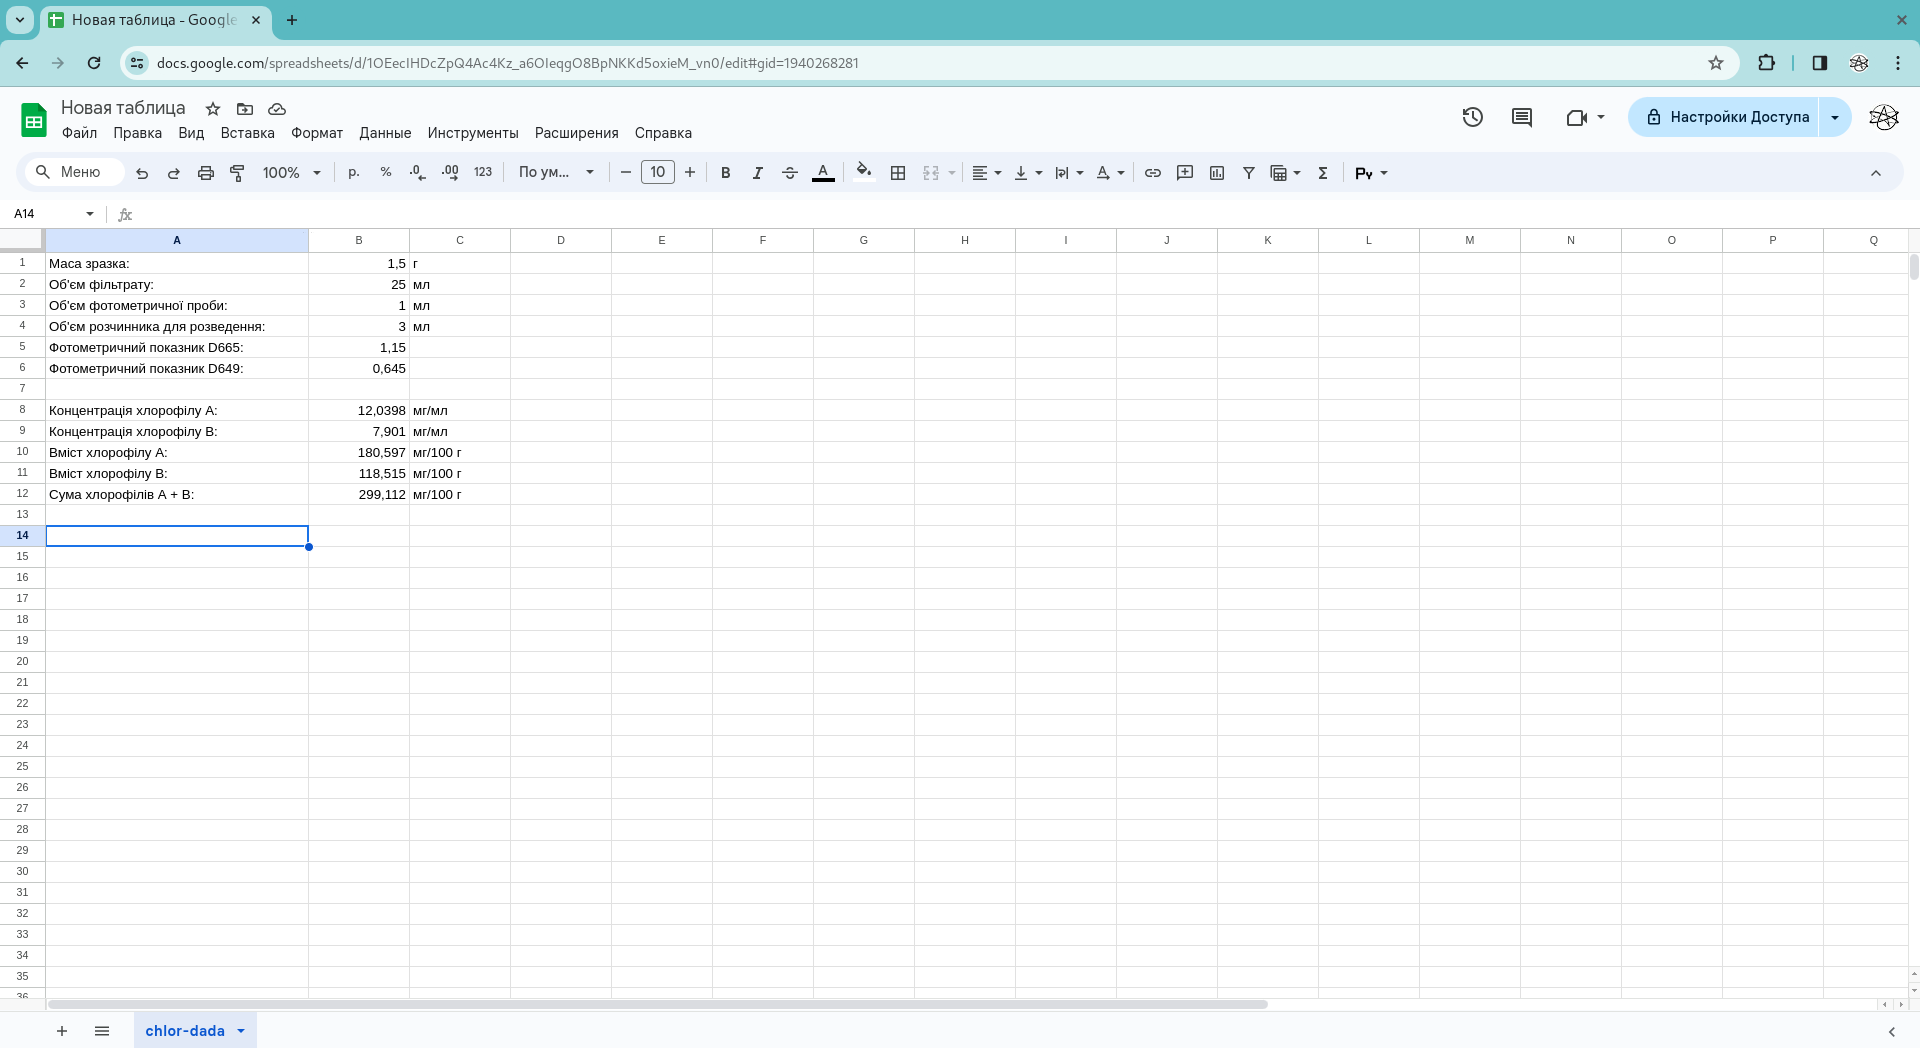 Новая таблица - Google
docs.google.com/spreadsheets/d/1OEecIHDcZpQ4Ac4Kz_a6OIeqgO8BpNKKd5oxieM_vn0/edit#gid=1940268281
Новая таблица
Файл Правка Вид Вставка Формат Данные Инструменты Расширения Справка
Настройки Доступа
Меню 100% р. % .0 .00 123 По ум... 10 B I A Σ Py
A14 fx
A B C D E F G H I J K L M N O P Q
1 Маса зразка: 1,5 г
2 Об'єм фільтрату: 25 мл
3 Об'єм фотометричної проби: 1 мл
4 Об'єм розчинника для розведення: 3 мл
5 Фотометричний показник D665: 1,15
6 Фотометричний показник D649: 0,645
7
8 Концентрація хлорофілу А: 12,0398 мг/мл
9 Концентрація хлорофілу В: 7,901 мг/мл
10 Вміст хлорофілу А: 180,597 мг/100 г
11 Вміст хлорофілу В: 118,515 мг/100 г
12 Сума хлорофілів А + В: 299,112 мг/100 г
13
14
15
16
17
18
19
20
21
22
23
24
25
26
27
28
29
30
31
32
33
34
35
36
chlor-dada